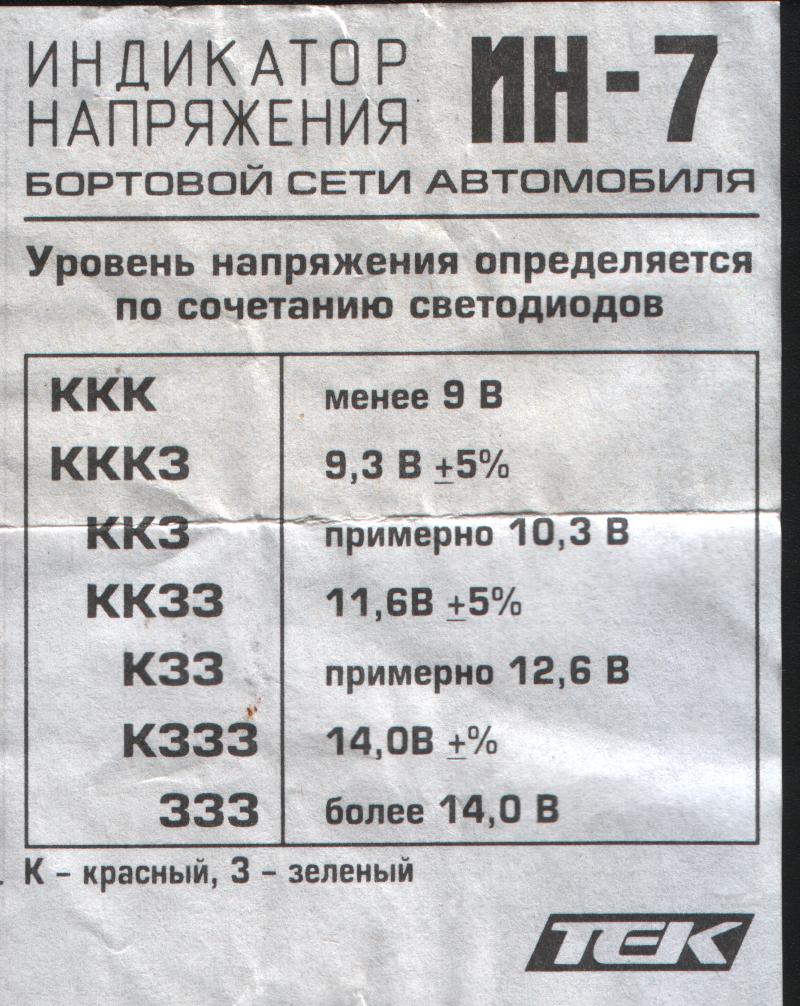 ИНДИКАТОР
НАПРЯЖЕНИЯ
ИН-7
БОРТОВОЙ СЕТИ АВТОМОБИЛЯ
Уровень напряжения определяется
по сочетанию светодиодов
ККК менее 9 В
КККЗ 9,3 В ±5%
ККЗ примерно 10,3 В
ККЗЗ 11,6В ±5%
КЗЗ примерно 12,6 В
КЗЗЗ 14,0В ±%
ЗЗЗ более 14,0 В
К – красный, З – зеленый
ТЕК